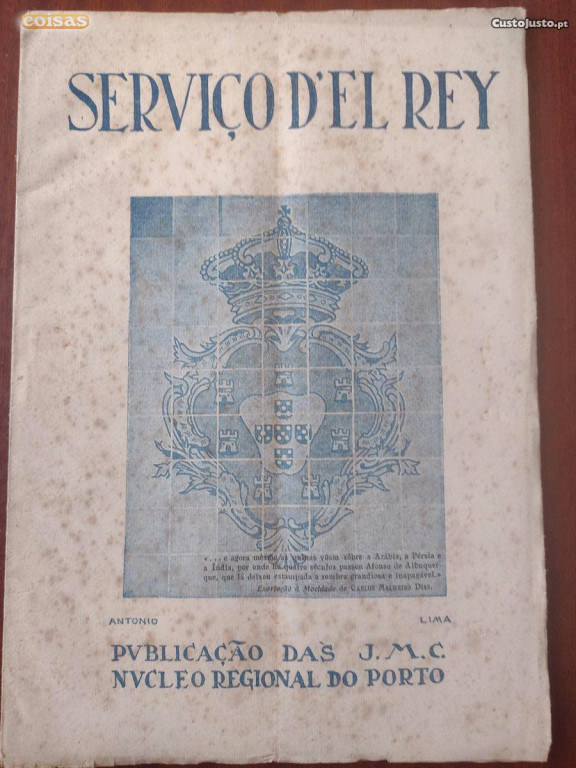 coisas
CustoJusto.pt
SERVIÇO D'EL REY
«... e agora mesmo as quinas vôam sôbre a Arábia, a Pérsia e
a Índia, por onde há quatro séculos passou Afonso de Albuquer-
que, que lá deixou estampada a sombra grandiosa e inapagável.»
Exortação à Mocidade de CARLOS MALHEIRO DIAS.
ANTONIO LIMA
PVBLICAÇÃO DAS J.M.C.
NVCLEO REGIONAL DO PORTO